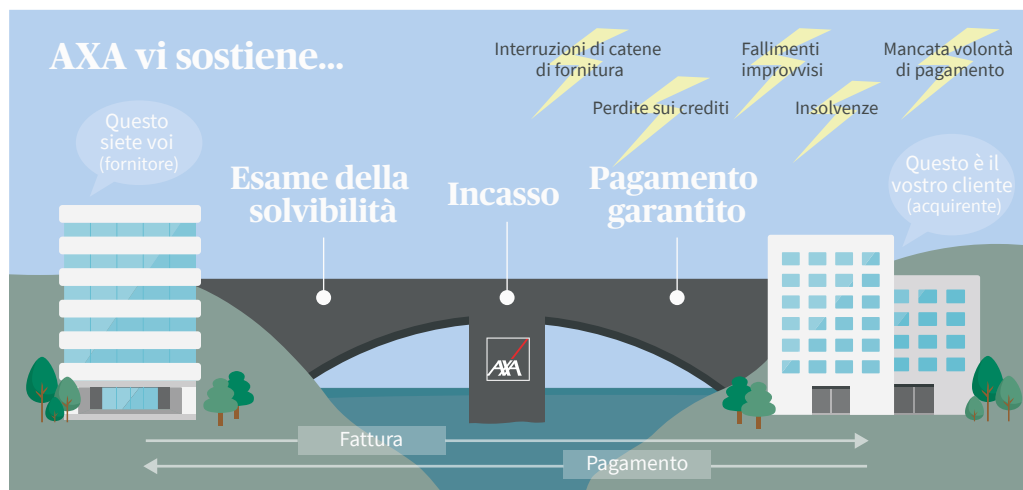 AXA vi sostiene...
Interruzioni di catene
di fornitura
Fallimenti
improvvisi
Mancata volontà
di pagamento
Perdite sui crediti
Insolvenze
Questo
siete voi
(fornitore)
Questo è il
vostro cliente
(acquirente)
Esame della
solvibilità
Incasso
Pagamento
garantito
AXA
Fattura
Pagamento